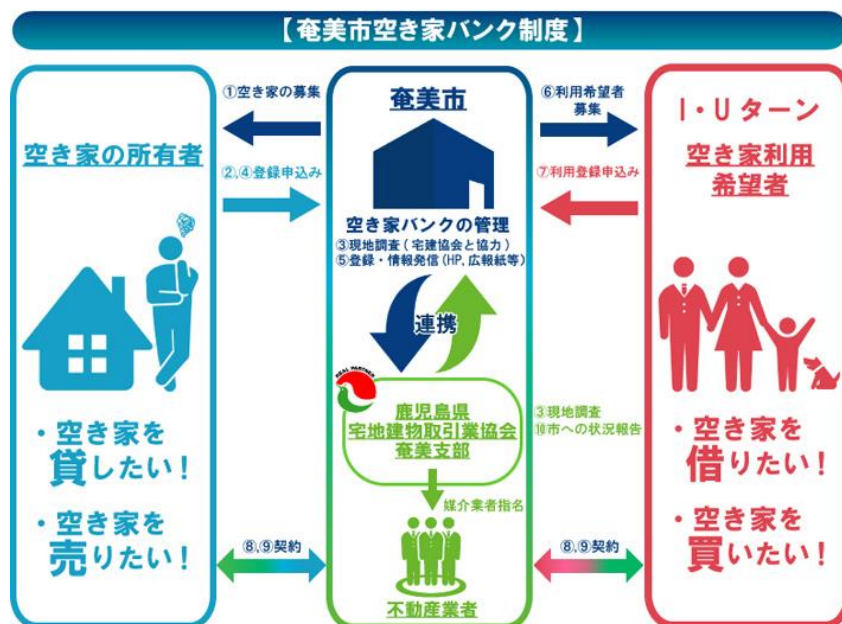 【奄美市空き家バンク制度】
空き家の所有者
・空き家を
貸したい！
・空き家を
売りたい！
①空き家の募集
②,④登録申込み
⑧,⑨契約
奄美市
空き家バンクの管理
③現地調査（宅建協会と協力）
⑤登録・情報発信（HP,広報紙等）
連携
REAL PARTNER
鹿児島県
宅地建物取引業協会
奄美支部
媒介業者指名
不動産業者
⑥利用希望者
募集
⑦利用登録申込み
③現地調査
⑩市への状況報告
⑧,⑨契約
I・Uターン
空き家利用
希望者
・空き家を
借りたい！
・空き家を
買いたい！